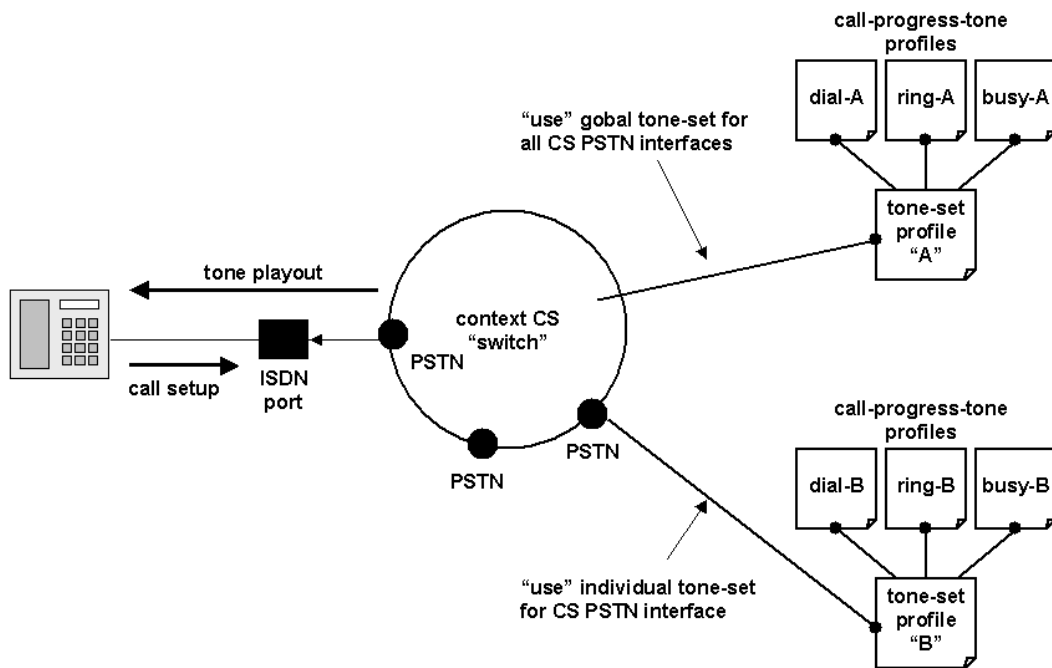 call-progress-tone
profiles
dial-A
ring-A
busy-A
"use" gobal tone-set for
all CS PSTN interfaces
tone-set
profile
"A"
tone playout
context CS
"switch"
PSTN
call setup
ISDN
port
PSTN
PSTN
call-progress-tone
profiles
dial-B
ring-B
busy-B
"use" individual tone-set
for CS PSTN interface
tone-set
profile
"B"